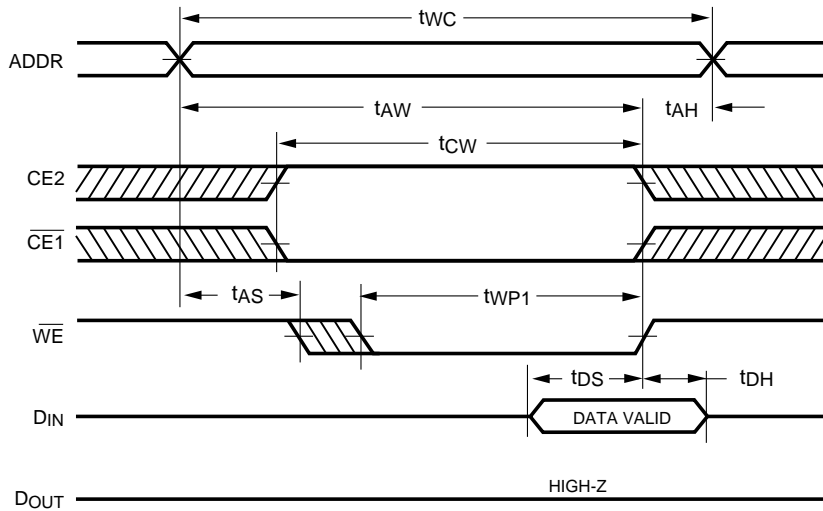 tWC
ADDR
tAW
tAH
tCW
CE2
CE1
tAS
tWP1
WE
tDS
tDH
DIN
DATA VALID
HIGH-Z
DOUT